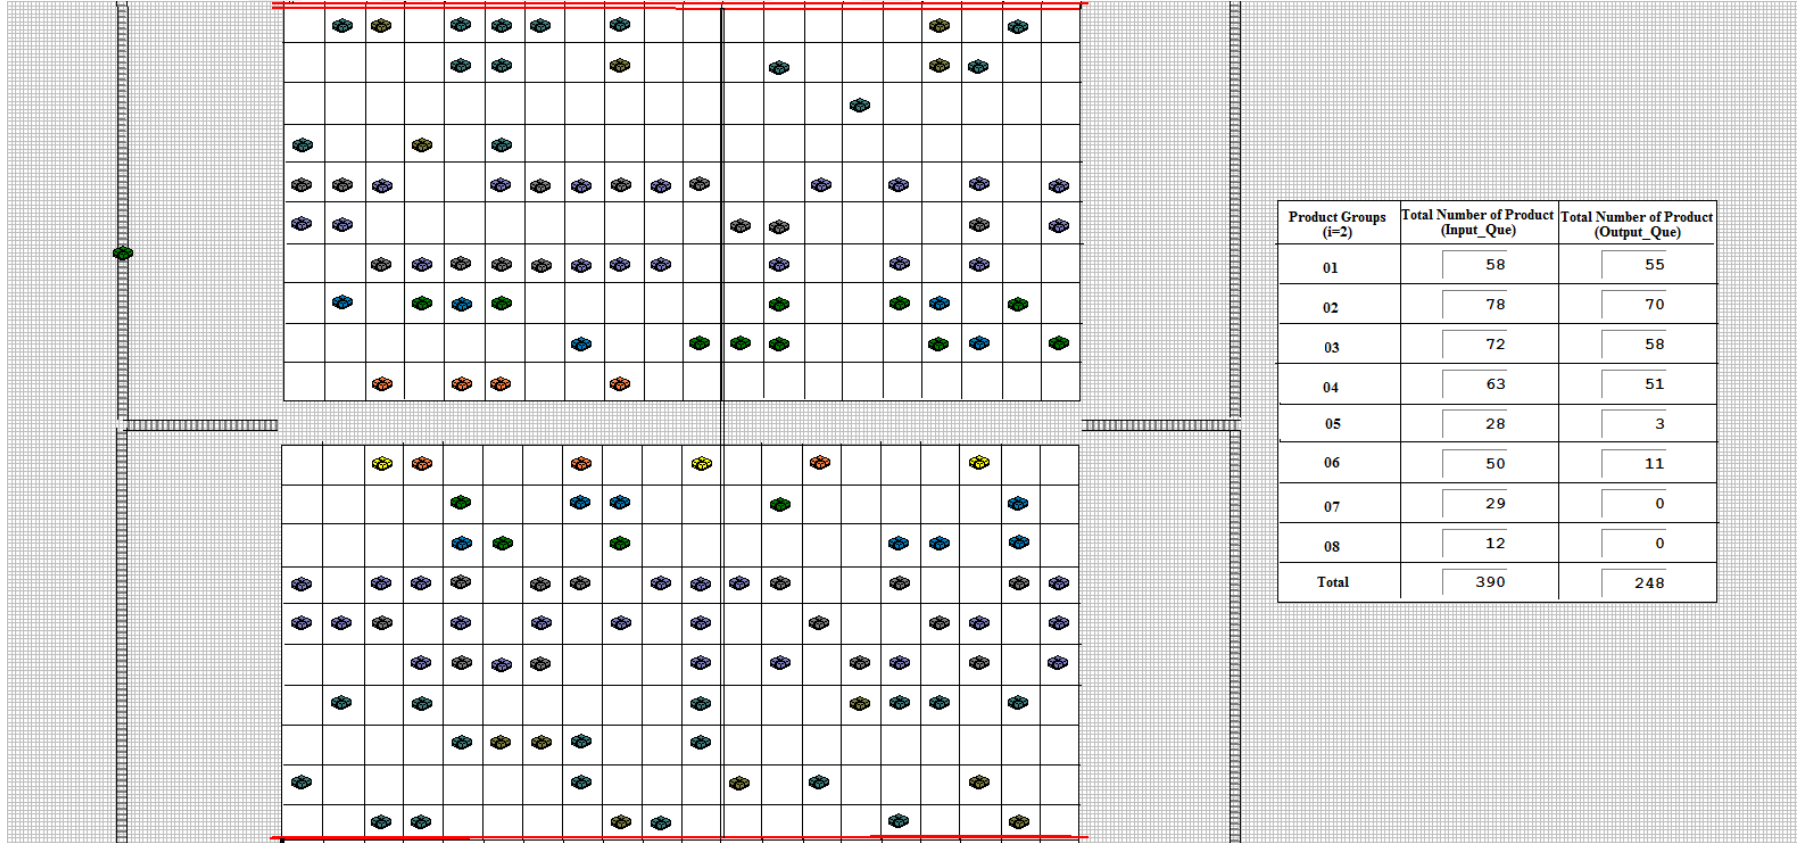 Product Groups
(i=2)
Total Number of Product
(Input_Que)
Total Number of Product
(Output_Que)
01 58 55
02 78 70
03 72 58
04 63 51
05 28 3
06 50 11
07 29 0
08 12 0
Total 390 248